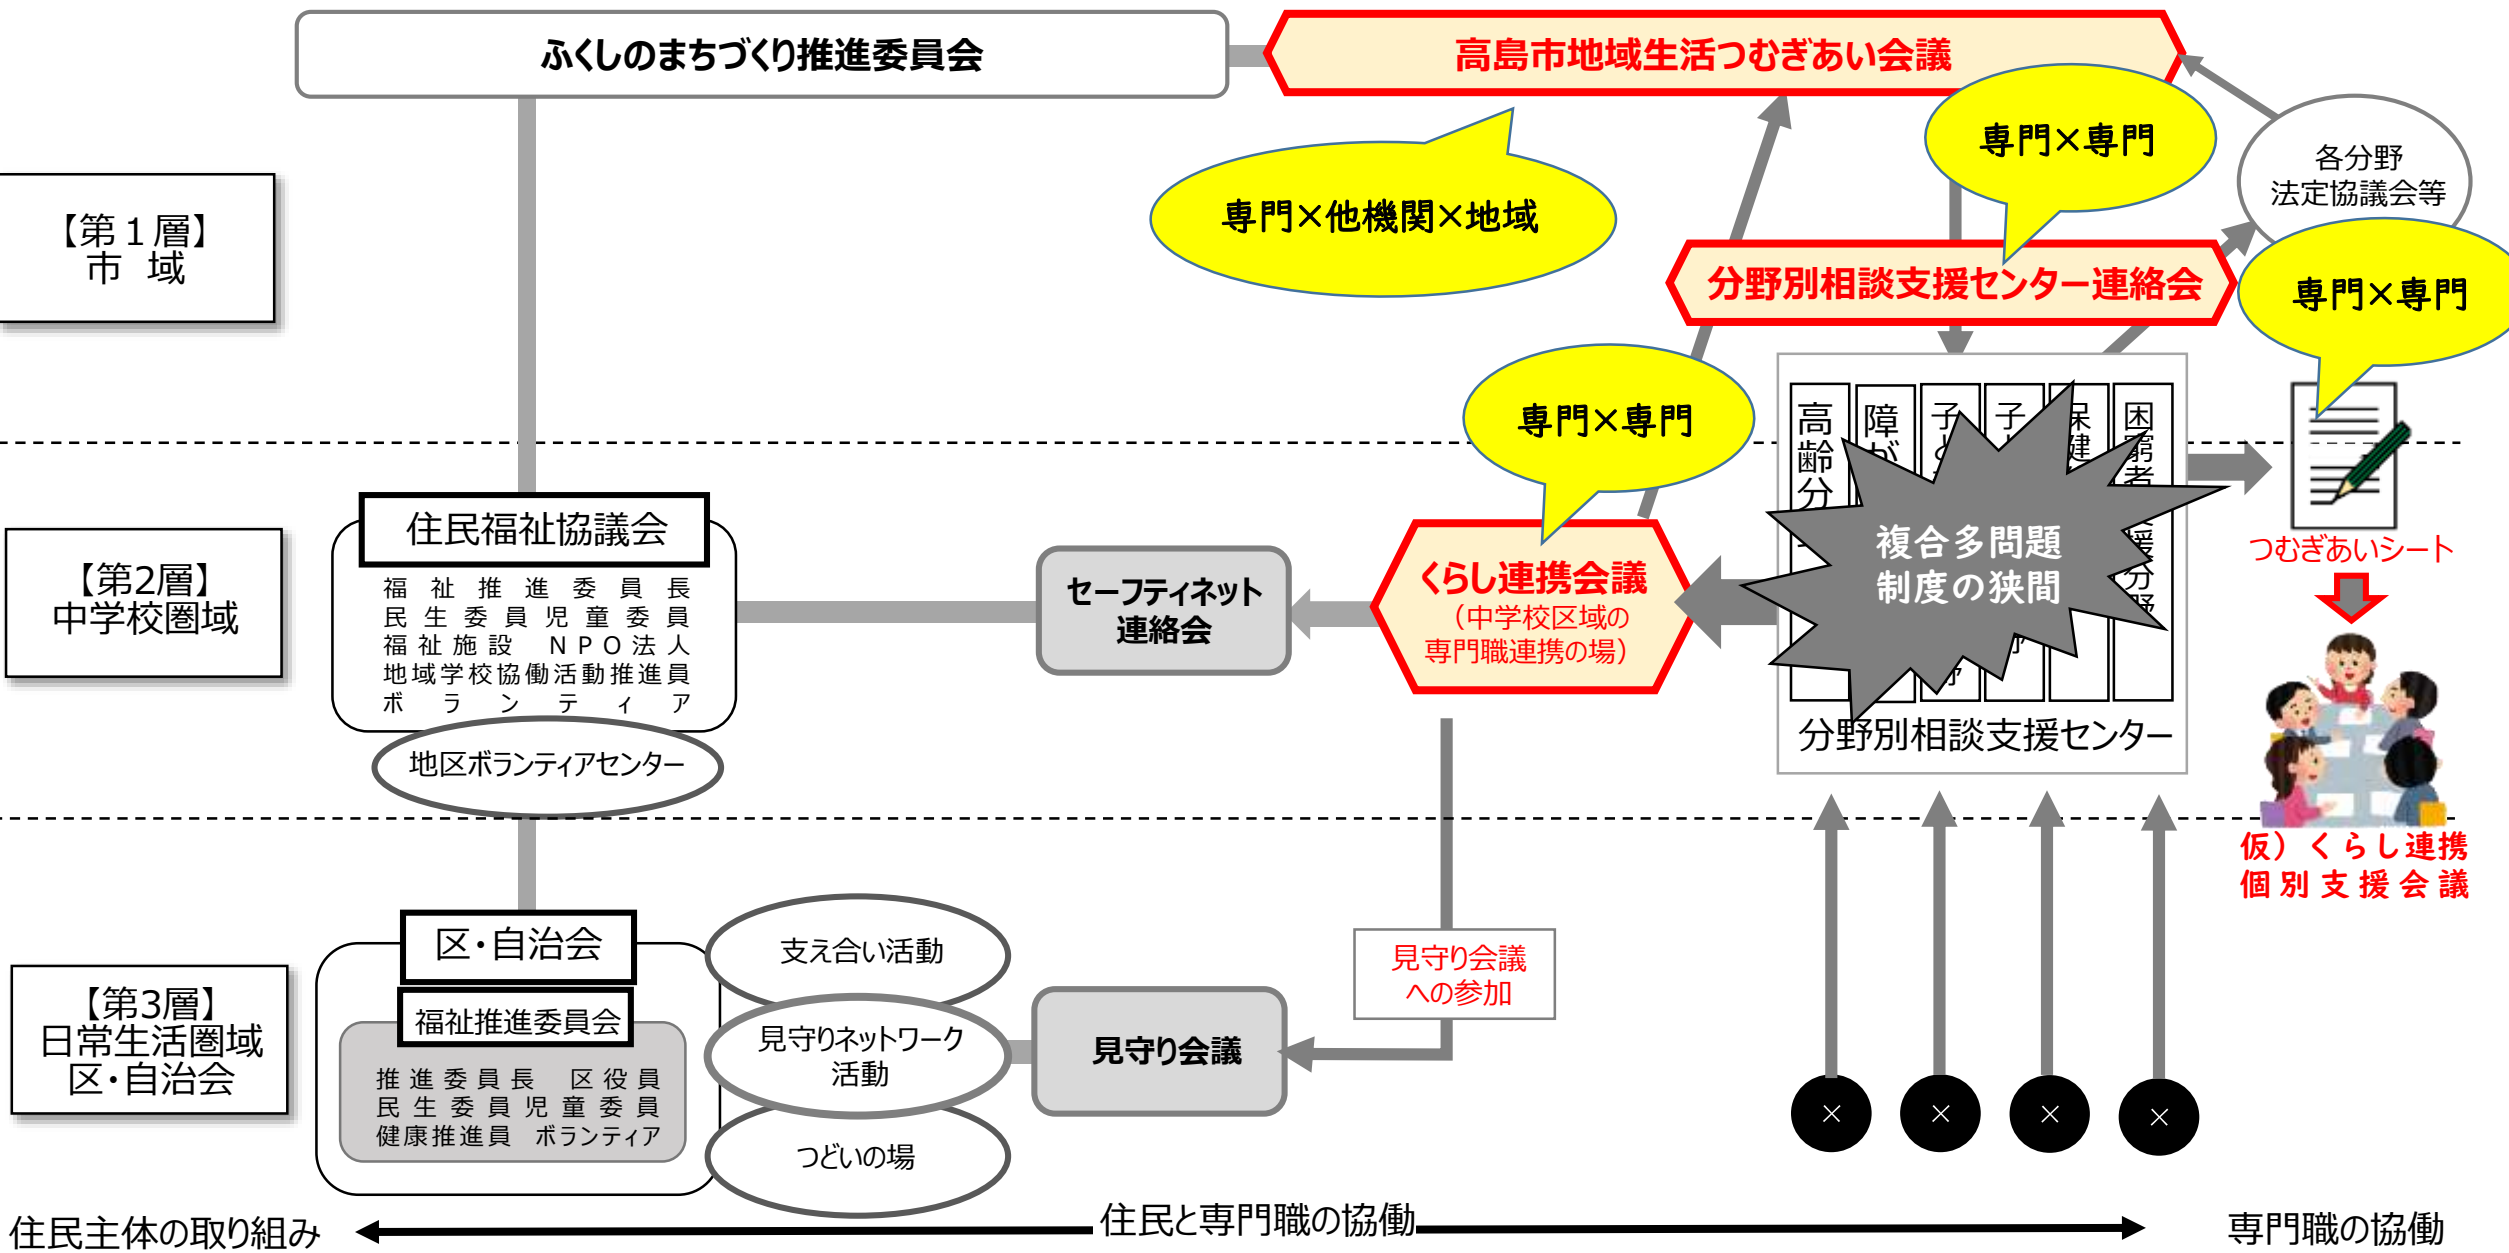 ふくしのまちづくり推進委員会
高島市地域生活つむぎあい会議
専門×専門
専門×他機関×地域
各分野
法定協議会等
【第１層】
市　域
分野別相談支援センター連絡会
専門×専門
専門×専門
【第2層】
中学校圏域
住民福祉協議会
福祉推進委員長
民生委員児童委員
福祉施設　ＮＰＯ法人
地域学校協働活動推進員
ボランティア
地区ボランティアセンター
セーフティネット
連絡会
くらし連携会議
（中学校区域の
専門職連携の場）
高齢分
障が
子ど
子
保健
困窮者支援分野
複合多問題
制度の狭間
分野別相談支援センター
つむぎあいシート
仮）くらし連携
個別支援会議
【第3層】
日常生活圏域
区・自治会
区・自治会
福祉推進委員会
推進委員長　区役員
民生委員児童委員
健康推進員　ボランティア
支え合い活動
見守りネットワーク
活動
つどいの場
見守り会議
見守り会議
への参加
×
×
×
×
住民主体の取り組み
住民と専門職の協働
専門職の協働